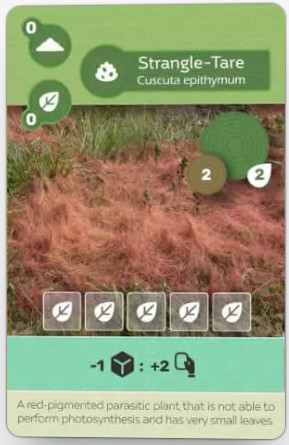 0
Strangle-Tare
Cuscuta epithymum
0
2
2
-1 : +2
A red-pigmented parasitic plant that is not able to
perform photosynthesis and has very small leaves.